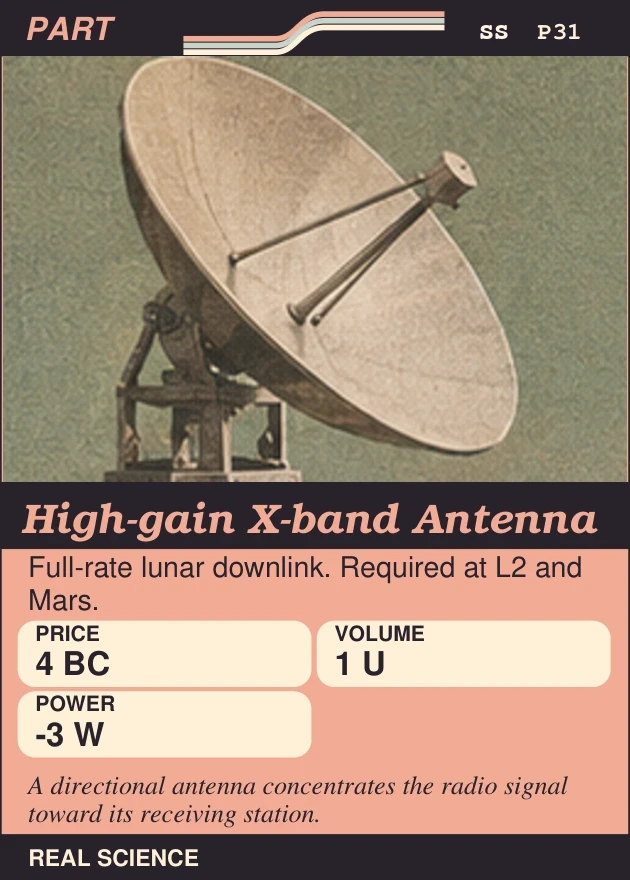 PART
SS P31
High-gain X-band Antenna
Full-rate lunar downlink. Required at L2 and
Mars.
PRICE
4 BC
VOLUME
1 U
POWER
-3 W
A directional antenna concentrates the radio signal
toward its receiving station.
REAL SCIENCE